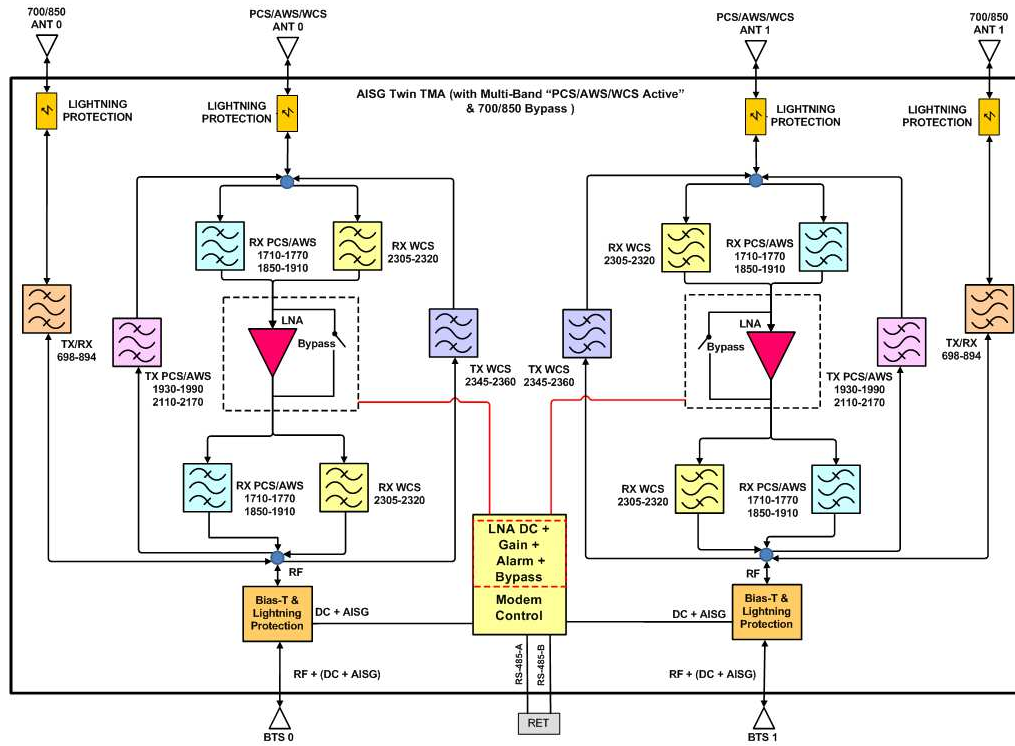 700/850
ANT 0
PCS/AWS/WCS
ANT 0
PCS/AWS/WCS
ANT 1
700/850
ANT 1
AISG Twin TMA (with Multi-Band “PCS/AWS/WCS Active”
& 700/850 Bypass )
LIGHTNING
PROTECTION
LIGHTNING
PROTECTION
LIGHTNING
PROTECTION
LIGHTNING
PROTECTION
RX PCS/AWS
1710-1770
1850-1910
RX WCS
2305-2320
RX WCS
2305-2320
RX PCS/AWS
1710-1770
1850-1910
LNA
Bypass
LNA
Bypass
TX/RX
698-894
TX PCS/AWS
1930-1990
2110-2170
TX WCS
2345-2360
TX WCS
2345-2360
TX PCS/AWS
1930-1990
2110-2170
TX/RX
698-894
RX PCS/AWS
1710-1770
1850-1910
RX WCS
2305-2320
RX WCS
2305-2320
RX PCS/AWS
1710-1770
1850-1910
LNA DC +
Gain +
Alarm +
Bypass
Modem
Control
RF
RF
Bias-T &
Lightning
Protection
DC + AISG
DC + AISG
Bias-T &
Lightning
Protection
RF + (DC + AISG)
RS-485-A
RS-485-B
RF + (DC + AISG)
RET
BTS 0
BTS 1